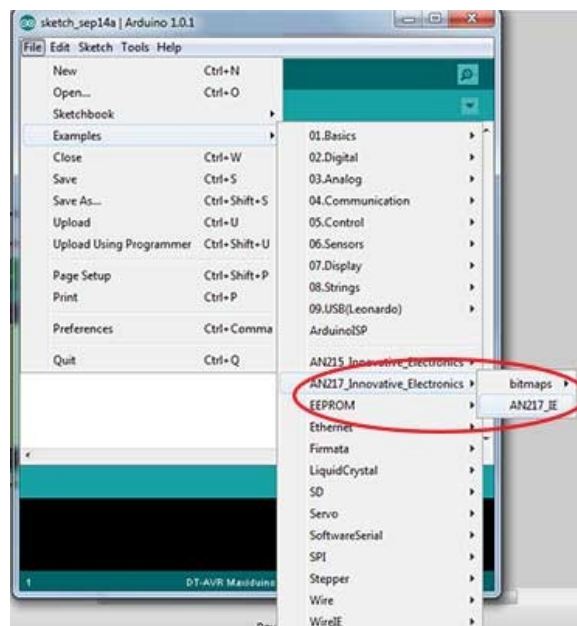 sketch_sep14a | Arduino 1.0.1
File Edit Sketch Tools Help
New Ctrl+N
Open... Ctrl+O
Sketchbook
Examples
Close Ctrl+W
Save Ctrl+S
Save As... Ctrl+Shift+S
Upload Ctrl+U
Upload Using Programmer Ctrl+Shift+U
Page Setup Ctrl+Shift+P
Print Ctrl+P
Preferences Ctrl+Comma
Quit Ctrl+Q
01.Basics
02.Digital
03.Analog
04.Communication
05.Control
06.Sensors
07.Display
08.Strings
09.USB(Leonardo)
ArduinoISP
AN215_Innovative_Electronics
AN217_Innovative_Electronics
EEPROM
Ethernet
Firmata
LiquidCrystal
SD
Servo
SoftwareSerial
SPI
Stepper
Wire
WireIE
bitmaps
AN217_IE
1
DT-AVR Maxiduino